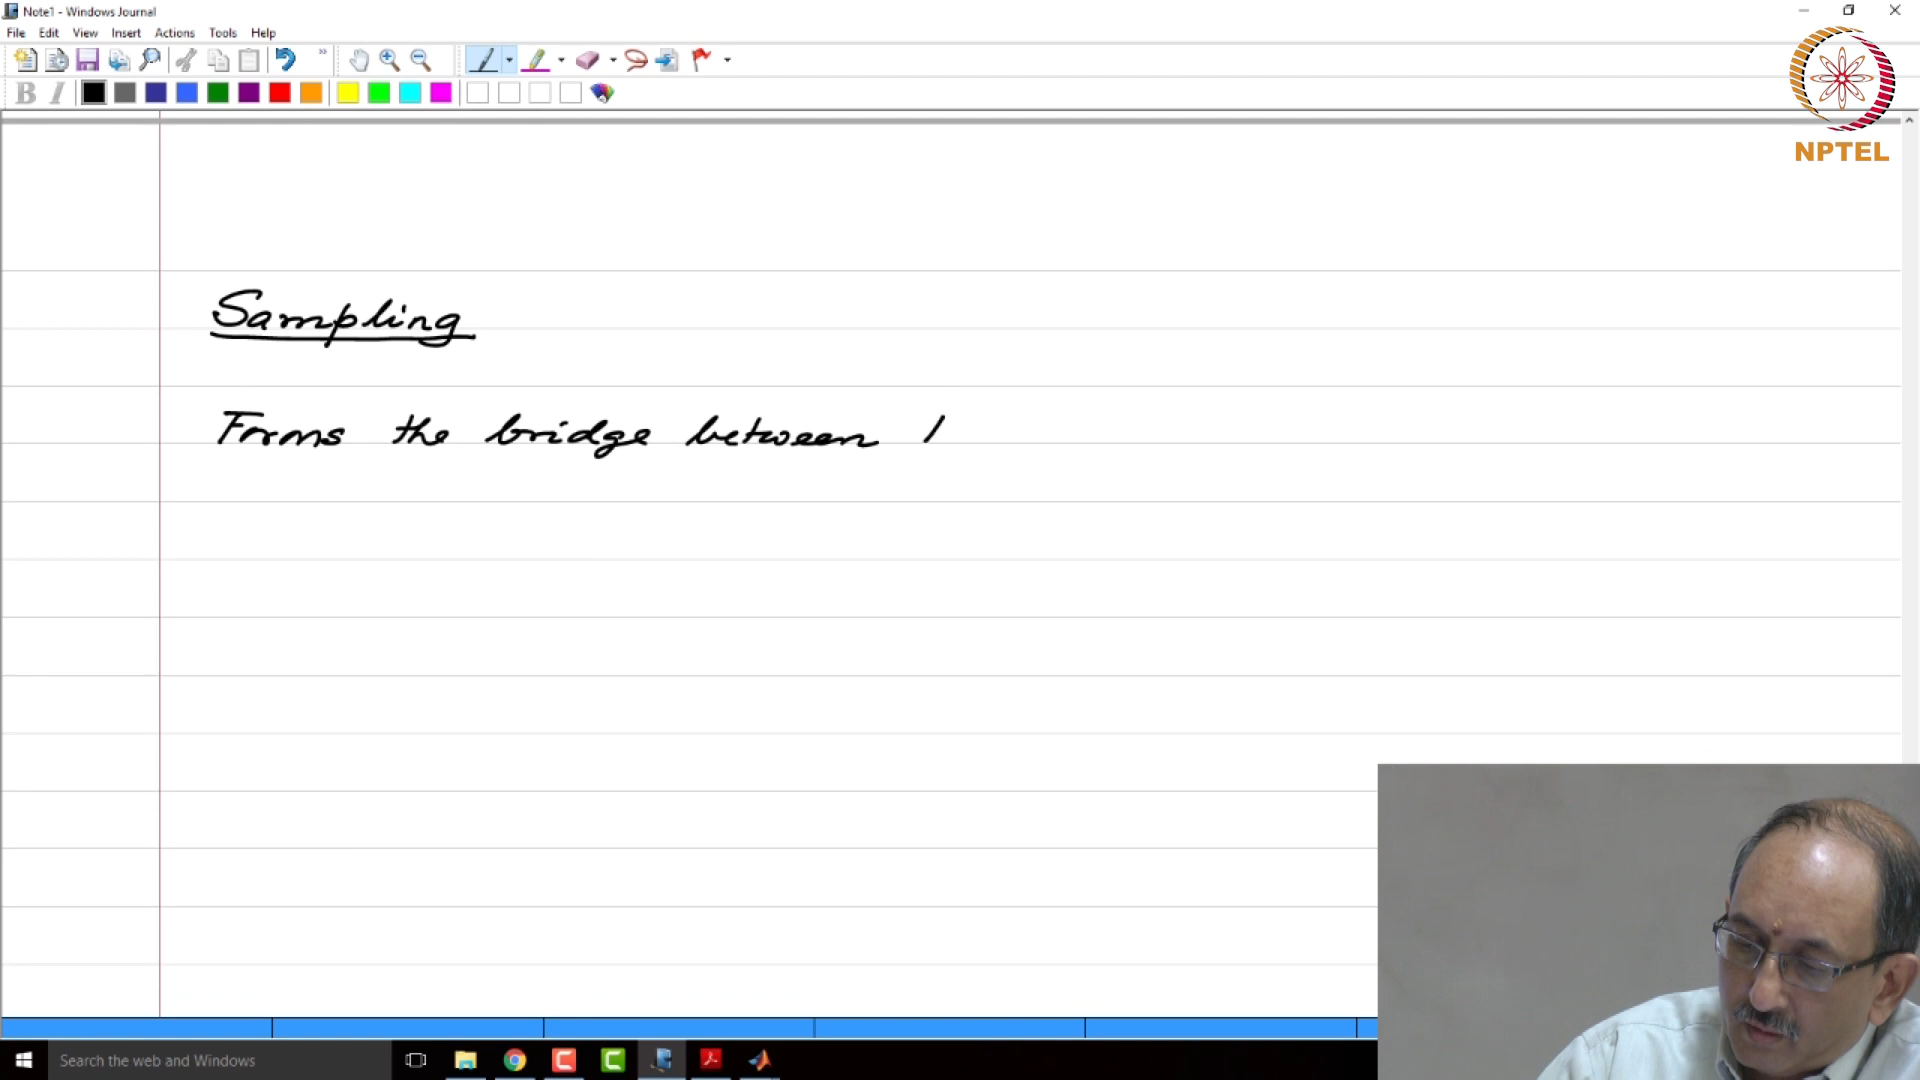 Note1 - Windows Journal
File Edit View Insert Actions Tools Help
B I
NPTEL
Sampling
Forms the bridge between
Search the web and Windows